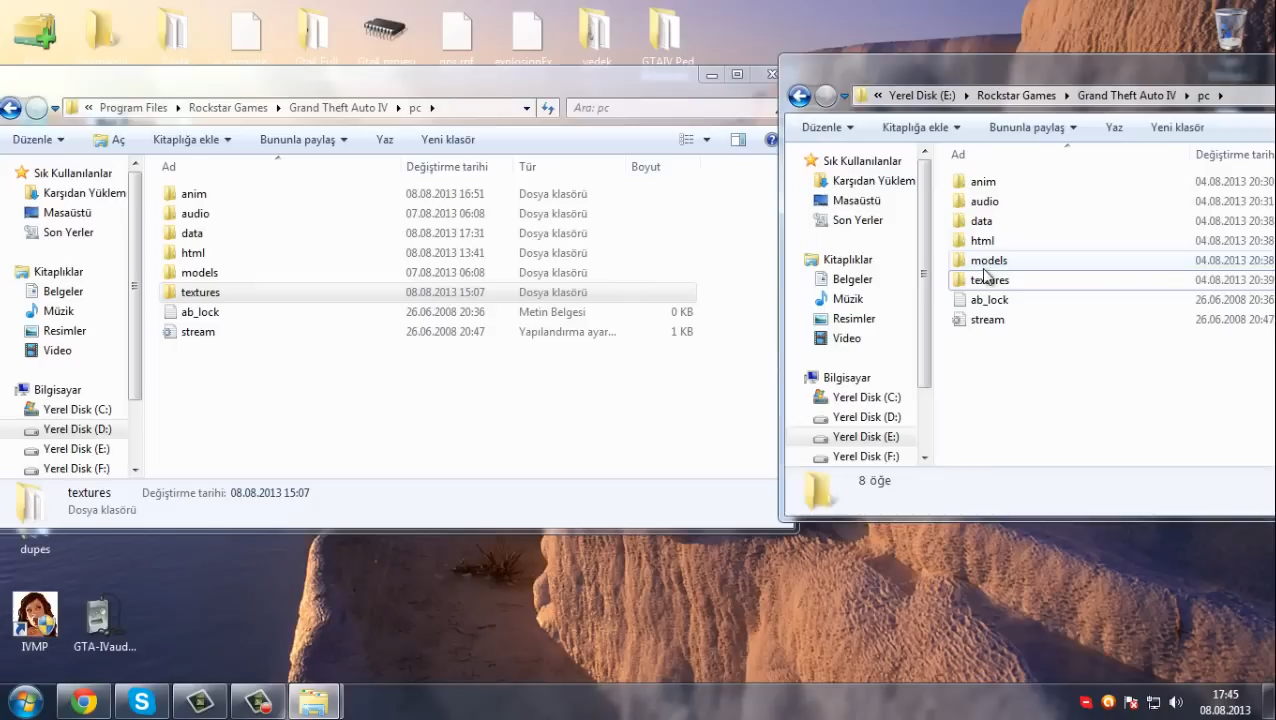 GTAIV Ped
Program Files
Rockstar Games
Grand Theft Auto IV
pc
Ara: pc
Düzenle
Aç
Kitaplığa ekle
Bununla paylaş
Yaz
Yeni klasör
Ad
Değiştirme tarihi
Tür
Boyut
Sık Kullanılanlar
Karşıdan Yüklem
Masaüstü
Son Yerler
Kitaplıklar
Belgeler
Müzik
Resimler
Video
Bilgisayar
Yerel Disk (C:)
Yerel Disk (D:)
Yerel Disk (E:)
Yerel Disk (F:)
anim 08.08.2013 16:51 Dosya klasörü
audio 07.08.2013 06:08 Dosya klasörü
data 08.08.2013 17:31 Dosya klasörü
html 08.08.2013 13:41 Dosya klasörü
models 07.08.2013 06:08 Dosya klasörü
textures 08.08.2013 15:07 Dosya klasörü
ab_lock 26.06.2008 20:36 Metin Belgesi 0 KB
stream 26.06.2008 20:47 Yapılandırma ayar... 1 KB
textures Değiştirme tarihi: 08.08.2013 15:07
Dosya klasörü
Yerel Disk (E:)
Rockstar Games
Grand Theft Auto IV
pc
Düzenle
Kitaplığa ekle
Bununla paylaş
Yaz
Yeni klasör
Ad
Değiştirme tarih
Sık Kullanılanlar
Karşıdan Yüklem
Masaüstü
Son Yerler
Kitaplıklar
Belgeler
Müzik
Resimler
Video
Bilgisayar
Yerel Disk (C:)
Yerel Disk (D:)
Yerel Disk (E:)
Yerel Disk (F:)
anim 04.08.2013 20:30
audio 04.08.2013 20:31
data 04.08.2013 20:38
html 04.08.2013 20:38
models 04.08.2013 20:38
textures 04.08.2013 20:39
ab_lock 26.06.2008 20:36
stream 26.06.2008 20:47
8 öğe
dupes
IVMP
GTA-IVaud...
17:45
08.08.2013